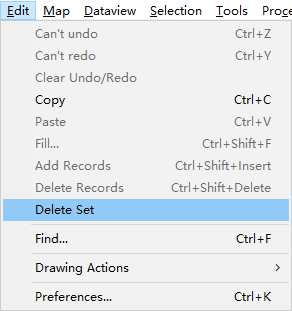 Edit Map Dataview Selection Tools Proce
Can't undo Ctrl+Z
Can't redo Ctrl+Y
Clear Undo/Redo
Copy Ctrl+C
Paste Ctrl+V
Fill... Ctrl+Shift+F
Add Records Ctrl+Shift+Insert
Delete Records Ctrl+Shift+Delete
Delete Set
Find... Ctrl+F
Drawing Actions
Preferences... Ctrl+K